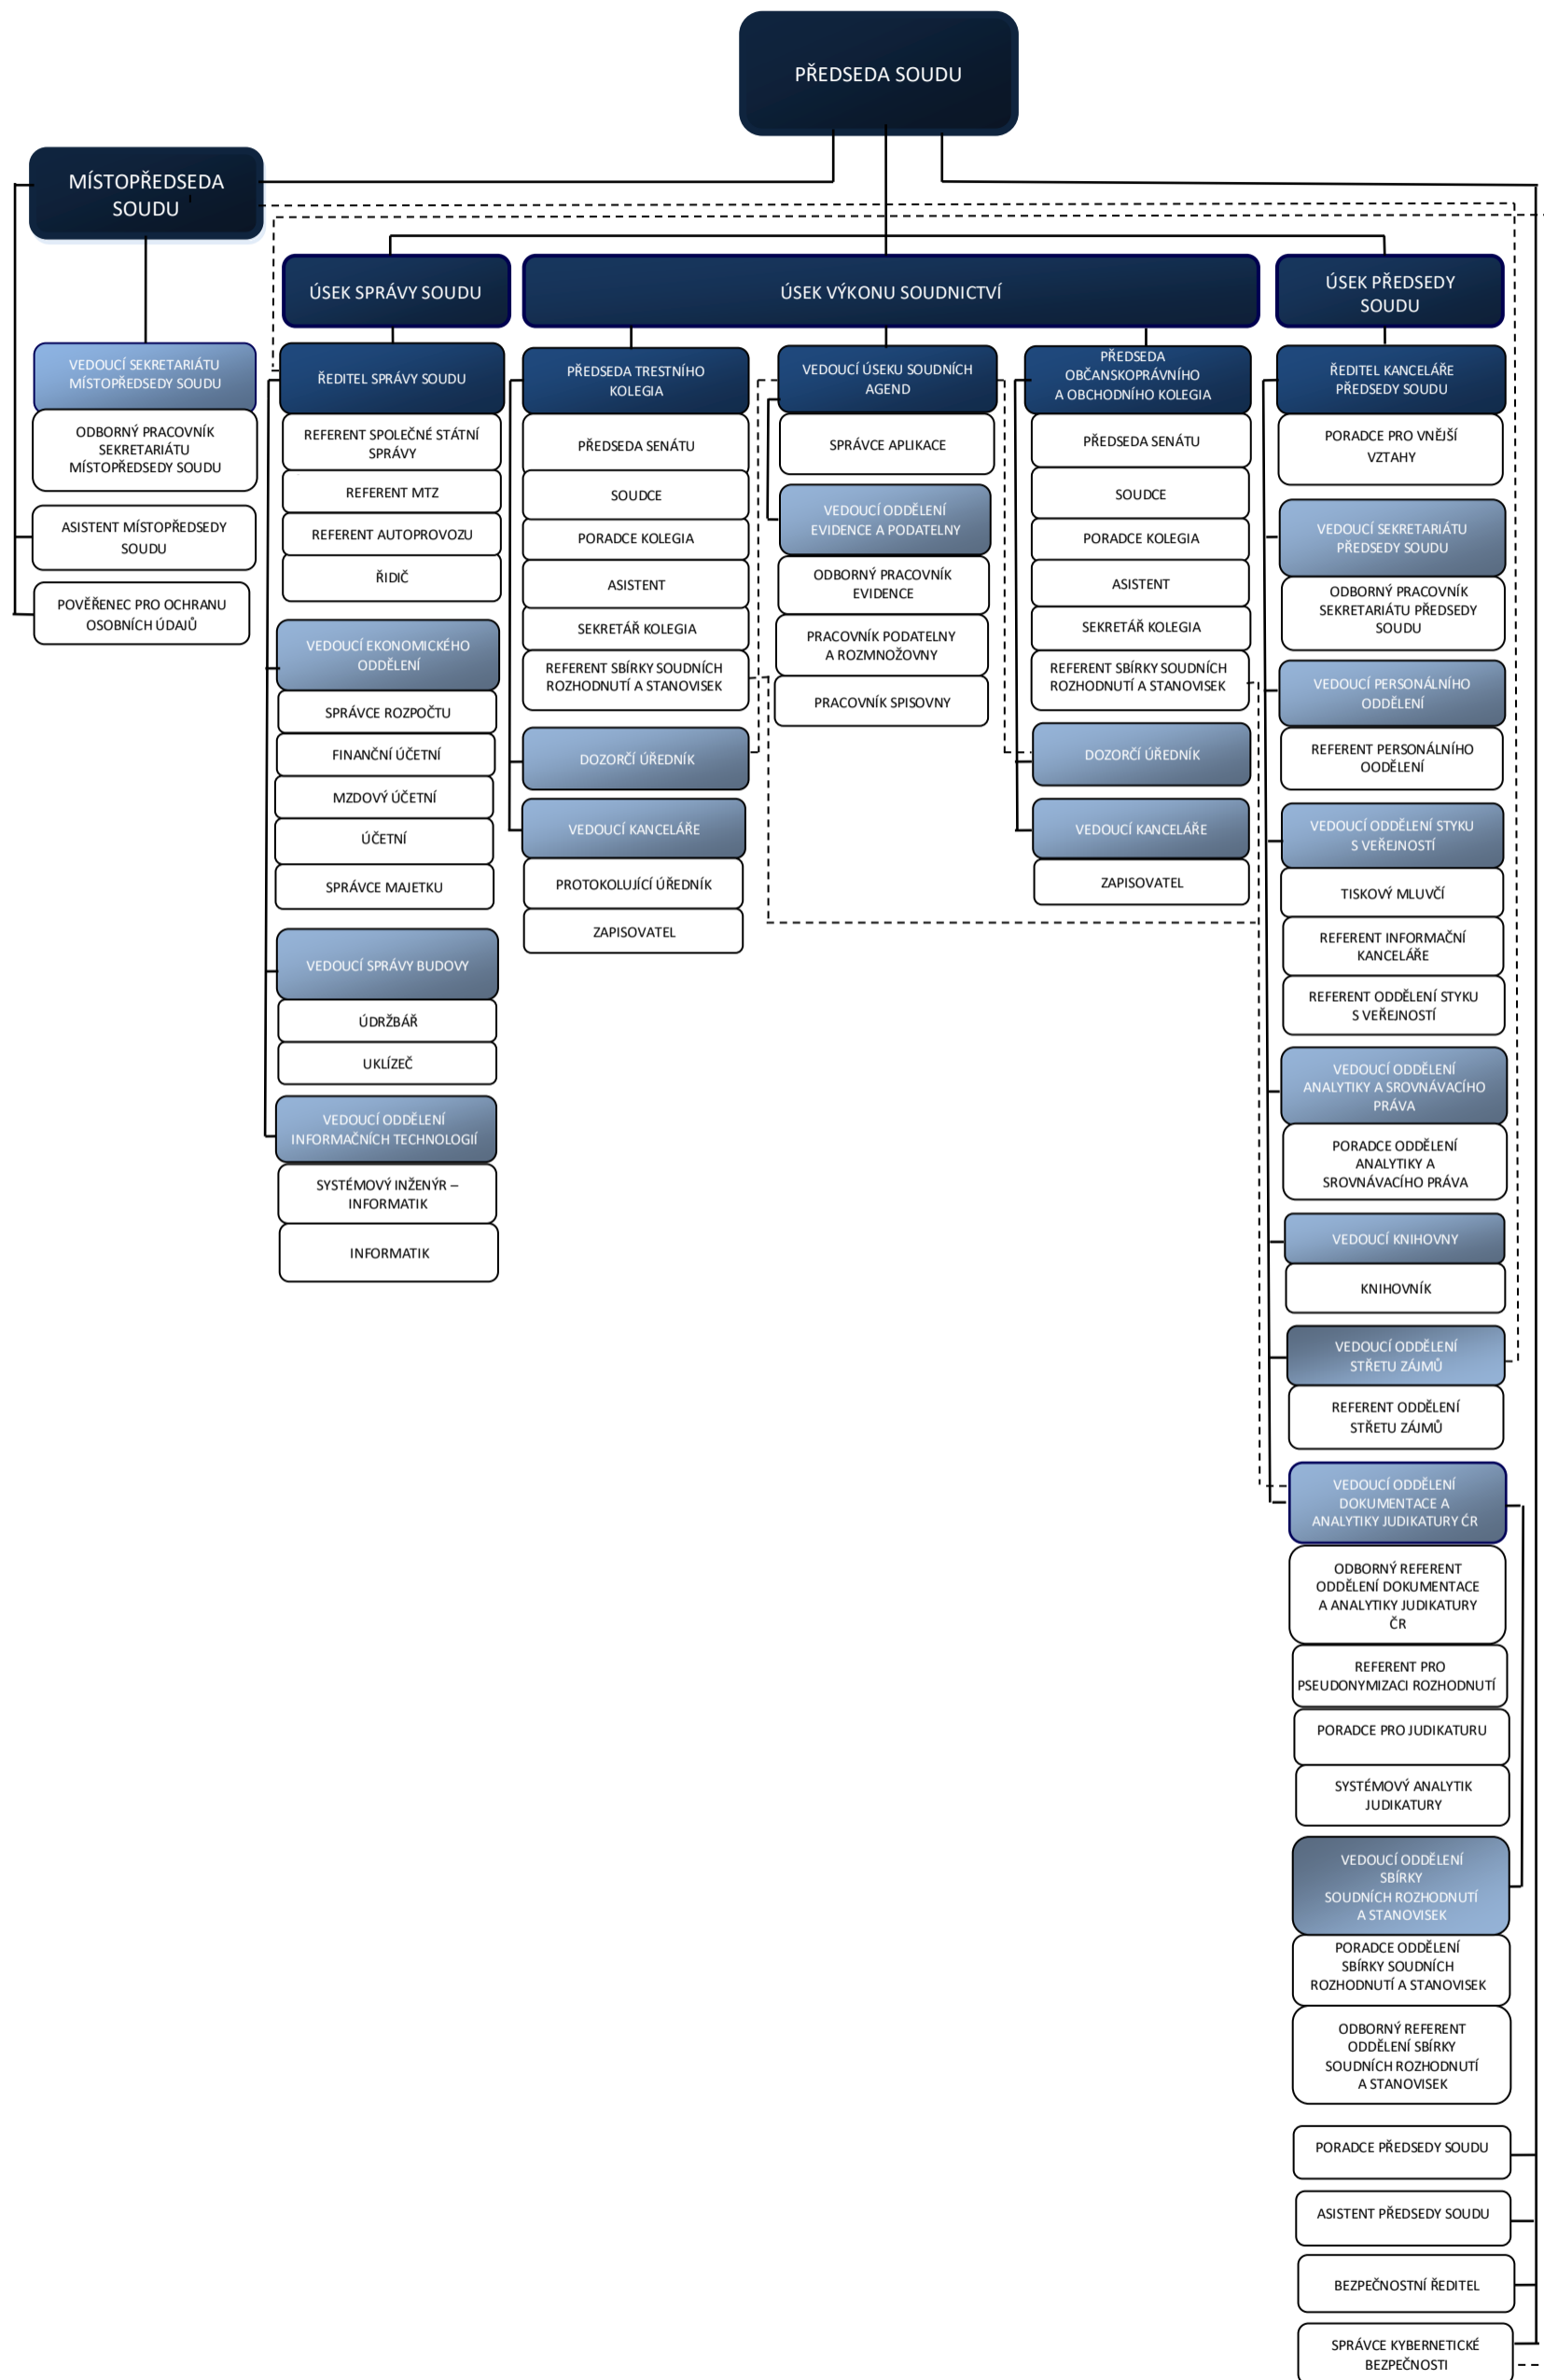 PŘEDSEDA SOUDU
MÍSTOPŘEDSEDA
SOUDU
ÚSEK SPRÁVY SOUDU
ÚSEK VÝKONU SOUDNICTVÍ
ÚSEK PŘEDSEDY
SOUDU
VEDOUCÍ SEKRETARIÁTU
MÍSTOPŘEDSEDY SOUDU
ODBORNÝ PRACOVNÍK
SEKRETARIÁTU
MÍSTOPŘEDSEDY SOUDU
ASISTENT MÍSTOPŘEDSEDY
SOUDU
POVĚŘENEC PRO OCHRANU
OSOBNÍCH ÚDAJŮ
ŘEDITEL SPRÁVY SOUDU
REFERENT SPOLEČNÉ STÁTNÍ
SPRÁVY
REFERENT MTZ
REFERENT AUTOPROVOZU
ŘIDIČ
VEDOUCÍ EKONOMICKÉHO
ODDĚLENÍ
SPRÁVCE ROZPOČTU
FINANČNÍ ÚČETNÍ
MZDOVÝ ÚČETNÍ
ÚČETNÍ
SPRÁVCE MAJETKU
VEDOUCÍ SPRÁVY BUDOVY
ÚDRŽBÁŘ
UKLÍZEČ
VEDOUCÍ ODDĚLENÍ
INFORMAČNÍCH TECHNOLOGIÍ
SYSTÉMOVÝ INŽENÝR –
INFORMATIK
INFORMATIK
PŘEDSEDA TRESTNÍHO
KOLEGIA
PŘEDSEDA SENÁTU
SOUDCE
PORADCE KOLEGIA
ASISTENT
SEKRETÁŘ KOLEGIA
REFERENT SBÍRKY SOUDNÍCH
ROZHODNUTÍ A STANOVISEK
DOZORČÍ ÚŘEDNÍK
VEDOUCÍ KANCELÁŘE
PROTOKOLUJÍCÍ ÚŘEDNÍK
ZAPISOVATEL
VEDOUCÍ ÚSEKU SOUDNÍCH
AGEND
SPRÁVCE APLIKACE
VEDOUCÍ ODDĚLENÍ
EVIDENCE A PODATELNY
ODBORNÝ PRACOVNÍK
EVIDENCE
PRACOVNÍK PODATELNY
A ROZMNOŽOVNY
PRACOVNÍK SPISOVNY
PŘEDSEDA
OBČANSKOPRÁVNÍHO
A OBCHODNÍHO KOLEGIA
PŘEDSEDA SENÁTU
SOUDCE
PORADCE KOLEGIA
ASISTENT
SEKRETÁŘ KOLEGIA
REFERENT SBÍRKY SOUDNÍCH
ROZHODNUTÍ A STANOVISEK
DOZORČÍ ÚŘEDNÍK
VEDOUCÍ KANCELÁŘE
ZAPISOVATEL
ŘEDITEL KANCELÁŘE
PŘEDSEDY SOUDU
PORADCE PRO VNĚJŠÍ
VZTAHY
VEDOUCÍ SEKRETARIÁTU
PŘEDSEDY SOUDU
ODBORNÝ PRACOVNÍK
SEKRETARIÁTU PŘEDSEDY
SOUDU
VEDOUCÍ PERSONÁLNÍHO
ODDĚLENÍ
REFERENT PERSONÁLNÍHO
OODĚLENÍ
VEDOUCÍ ODDĚLENÍ STYKU
S VEŘEJNOSTÍ
TISKOVÝ MLUVČÍ
REFERENT INFORMAČNÍ
KANCELÁŘE
REFERENT ODDĚLENÍ STYKU
S VEŘEJNOSTÍ
VEDOUCÍ ODDĚLENÍ
ANALYTIKY A SROVNÁVACÍHO
PRÁVA
PORADCE ODDĚLENÍ
ANALYTIKY A
SROVNÁVACÍHO PRÁVA
VEDOUCÍ KNIHOVNY
KNIHOVNÍK
VEDOUCÍ ODDĚLENÍ
STŘETU ZÁJMŮ
REFERENT ODDĚLENÍ
STŘETU ZÁJMŮ
VEDOUCÍ ODDĚLENÍ
DOKUMENTACE A
ANALYTIKY JUDIKATURY ČR
ODBORNÝ REFERENT
ODDĚLENÍ DOKUMENTACE
A ANALYTIKY JUDIKATURY
ČR
REFERENT PRO
PSEUDONYMIZACI ROZHODNUTÍ
PORADCE PRO JUDIKATURU
SYSTÉMOVÝ ANALYTIK
JUDIKATURY
VEDOUCÍ ODDĚLENÍ
SBÍRKY
SOUDNÍCH ROZHODNUTÍ
A STANOVISEK
PORADCE ODDĚLENÍ
SBÍRKY SOUDNÍCH
ROZHODNUTÍ A STANOVISEK
ODBORNÝ REFERENT
ODDĚLENÍ SBÍRKY
SOUDNÍCH ROZHODNUTÍ
A STANOVISEK
PORADCE PŘEDSEDY SOUDU
ASISTENT PŘEDSEDY SOUDU
BEZPEČNOSTNÍ ŘEDITEL
SPRÁVCE KYBERNETICKÉ
BEZPEČNOSTI